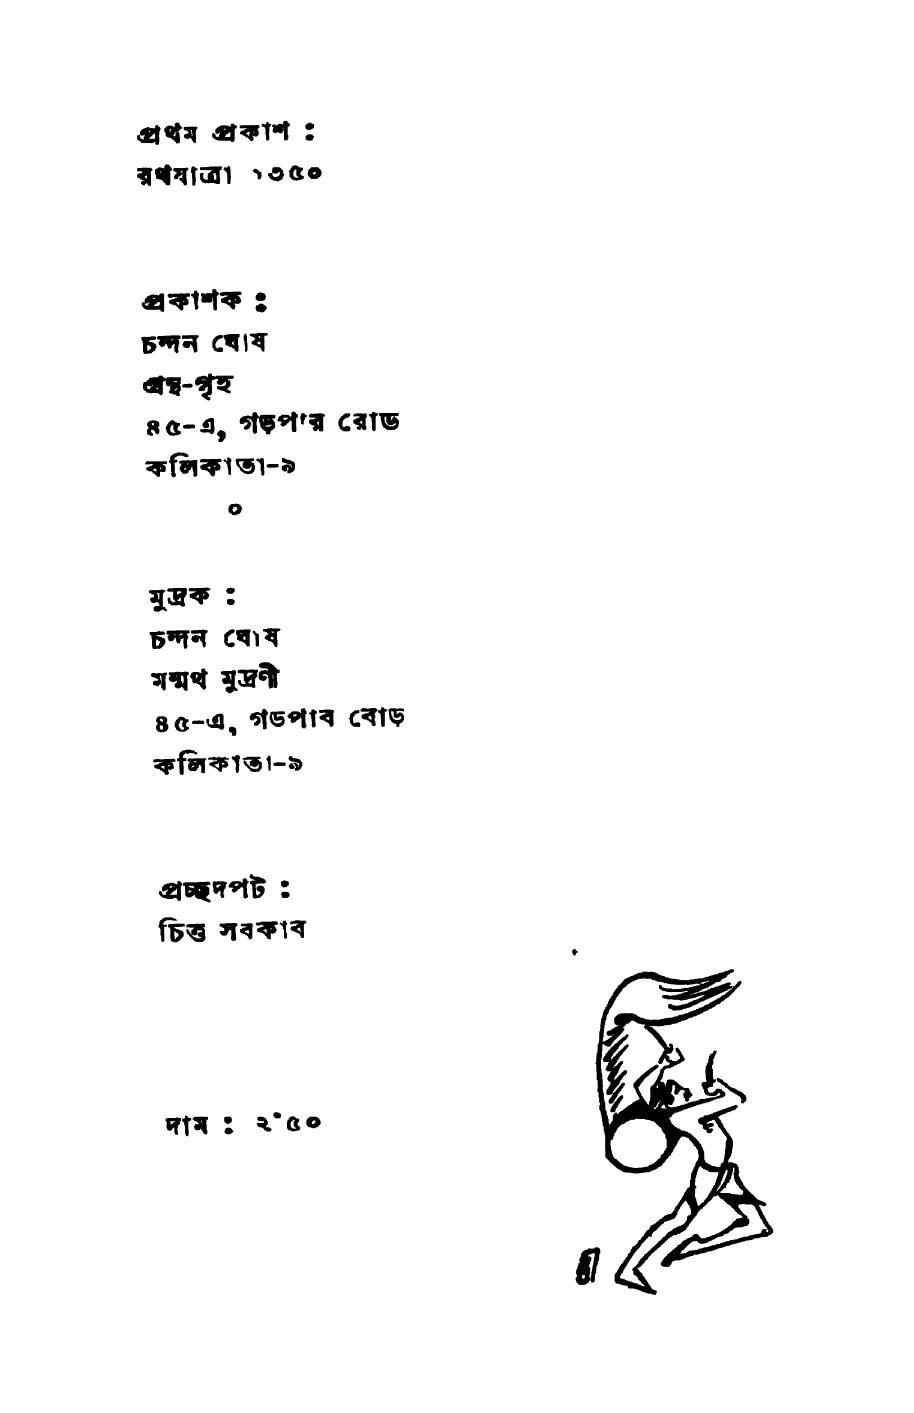 প্রথম প্রকাশ :
রথযাত্রা ১৩৫০
প্রকাশক :
চন্দন ঘোষ
গ্রন্থ-গৃহ
৪৫-এ, গড়পা'র রোড
কলিকাতা-৯
০
মুদ্রক :
চন্দন ঘোষ
মন্মথ মুদ্রণী
৪৫-এ, গডপাব বোড়
কলিকাতা-৯
প্রচ্ছদপট :
চিত্ত সবকাব
দাম : ২'৫০